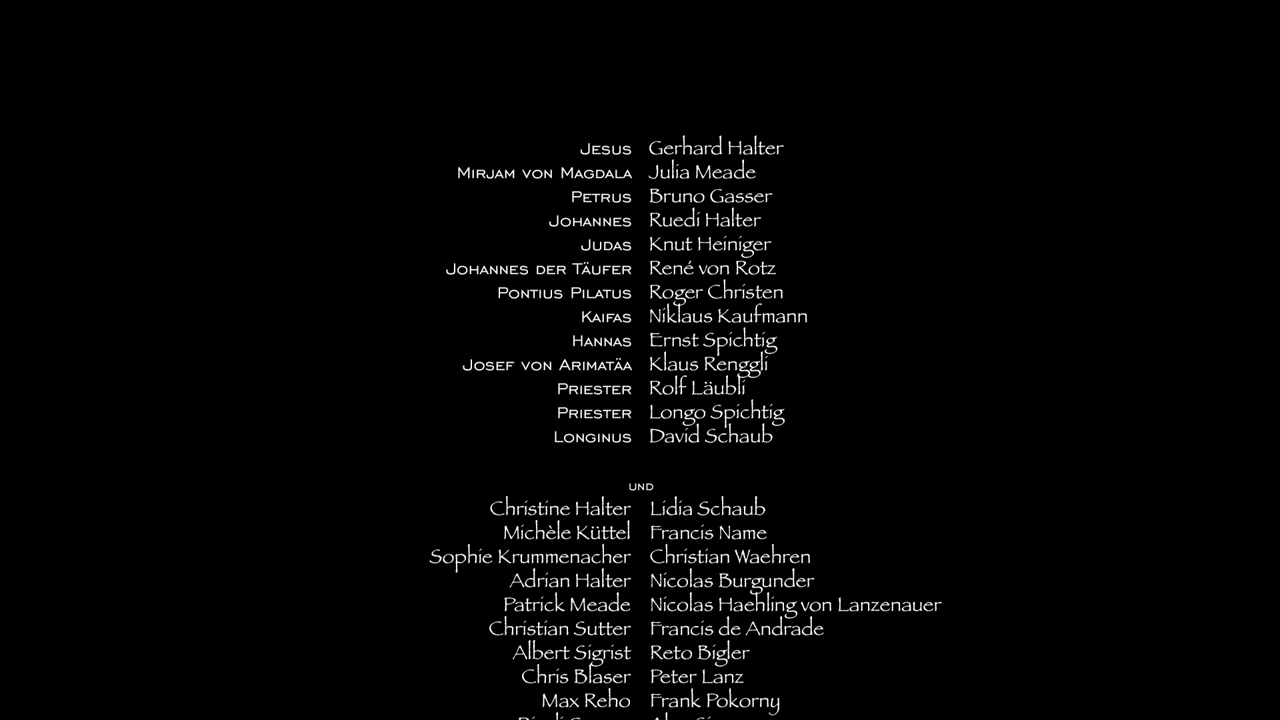 Jesus Gerhard Halter
Mirjam von Magdala Julia Meade
Petrus Bruno Gasser
Johannes Ruedi Halter
Judas Knut Heiniger
Johannes der Täufer René von Rotz
Pontius Pilatus Roger Christen
Kaifas Niklaus Kaufmann
Hannas Ernst Spichtig
Josef von Arimatäa Klaus Renggli
Priester Rolf Läubli
Priester Longo Spichtig
Longinus David Schaub
und
Christine Halter Lidia Schaub
Michèle Küttel Francis Name
Sophie Krummenacher Christian Waehren
Adrian Halter Nicolas Burgunder
Patrick Meade Nicolas Haehling von Lanzenauer
Christian Sutter Francis de Andrade
Albert Sigrist Reto Bigler
Chris Blaser Peter Lanz
Max Reho Frank Pokorny